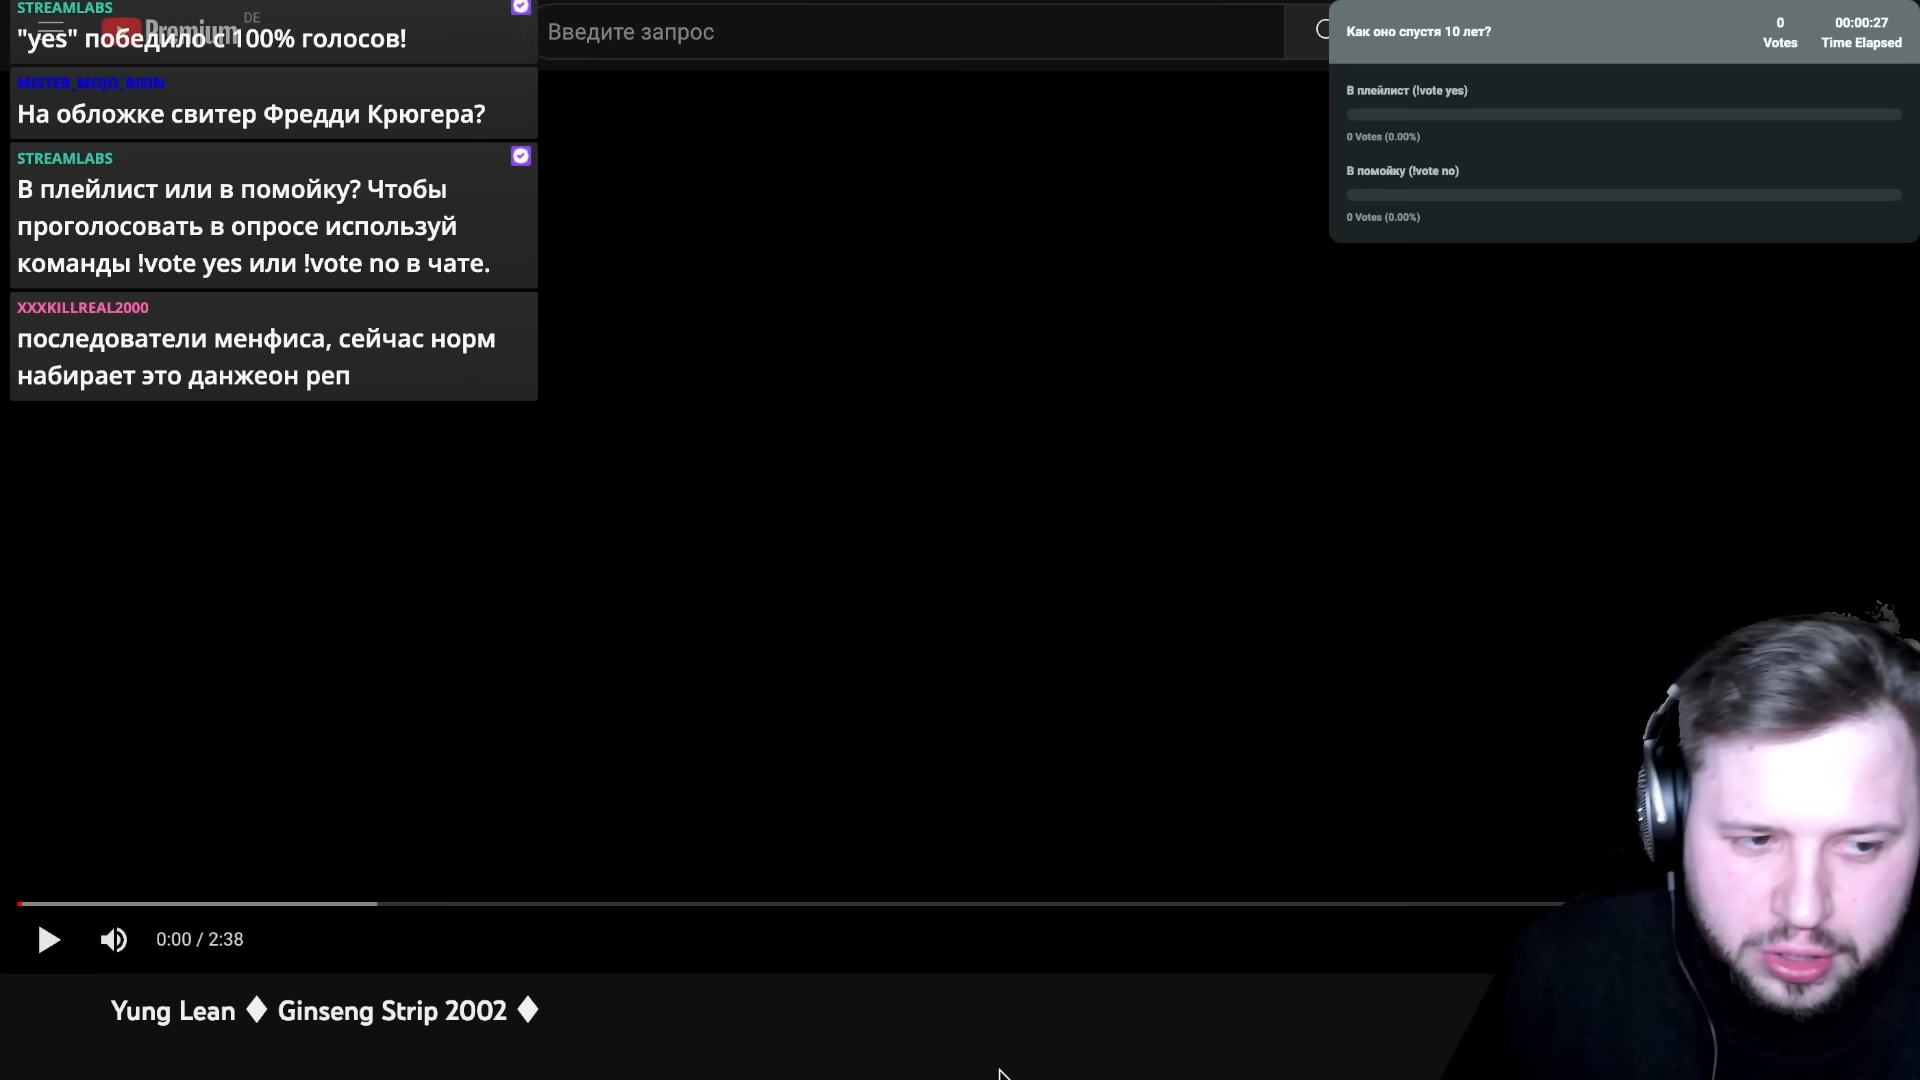 STREAMLABS
"yes" победило с 100% голосов!
Premium
DE
Введите запрос
MISTER_MOJO_RISIN
На обложке свитер Фредди Крюгера?
STREAMLABS
В плейлист или в помойку? Чтобы
проголосовать в опросе используй
команды !vote yes или !vote no в чате.
XXXKILLREAL2000
последователи менфиса, сейчас норм
набирает это данжеон реп
Как оно спустя 10 лет?
0
Votes
00:00:27
Time Elapsed
В плейлист (!vote yes)
0 Votes (0.00%)
В помойку (!vote no)
0 Votes (0.00%)
0:00 / 2:38
Yung Lean ♦ Ginseng Strip 2002 ♦